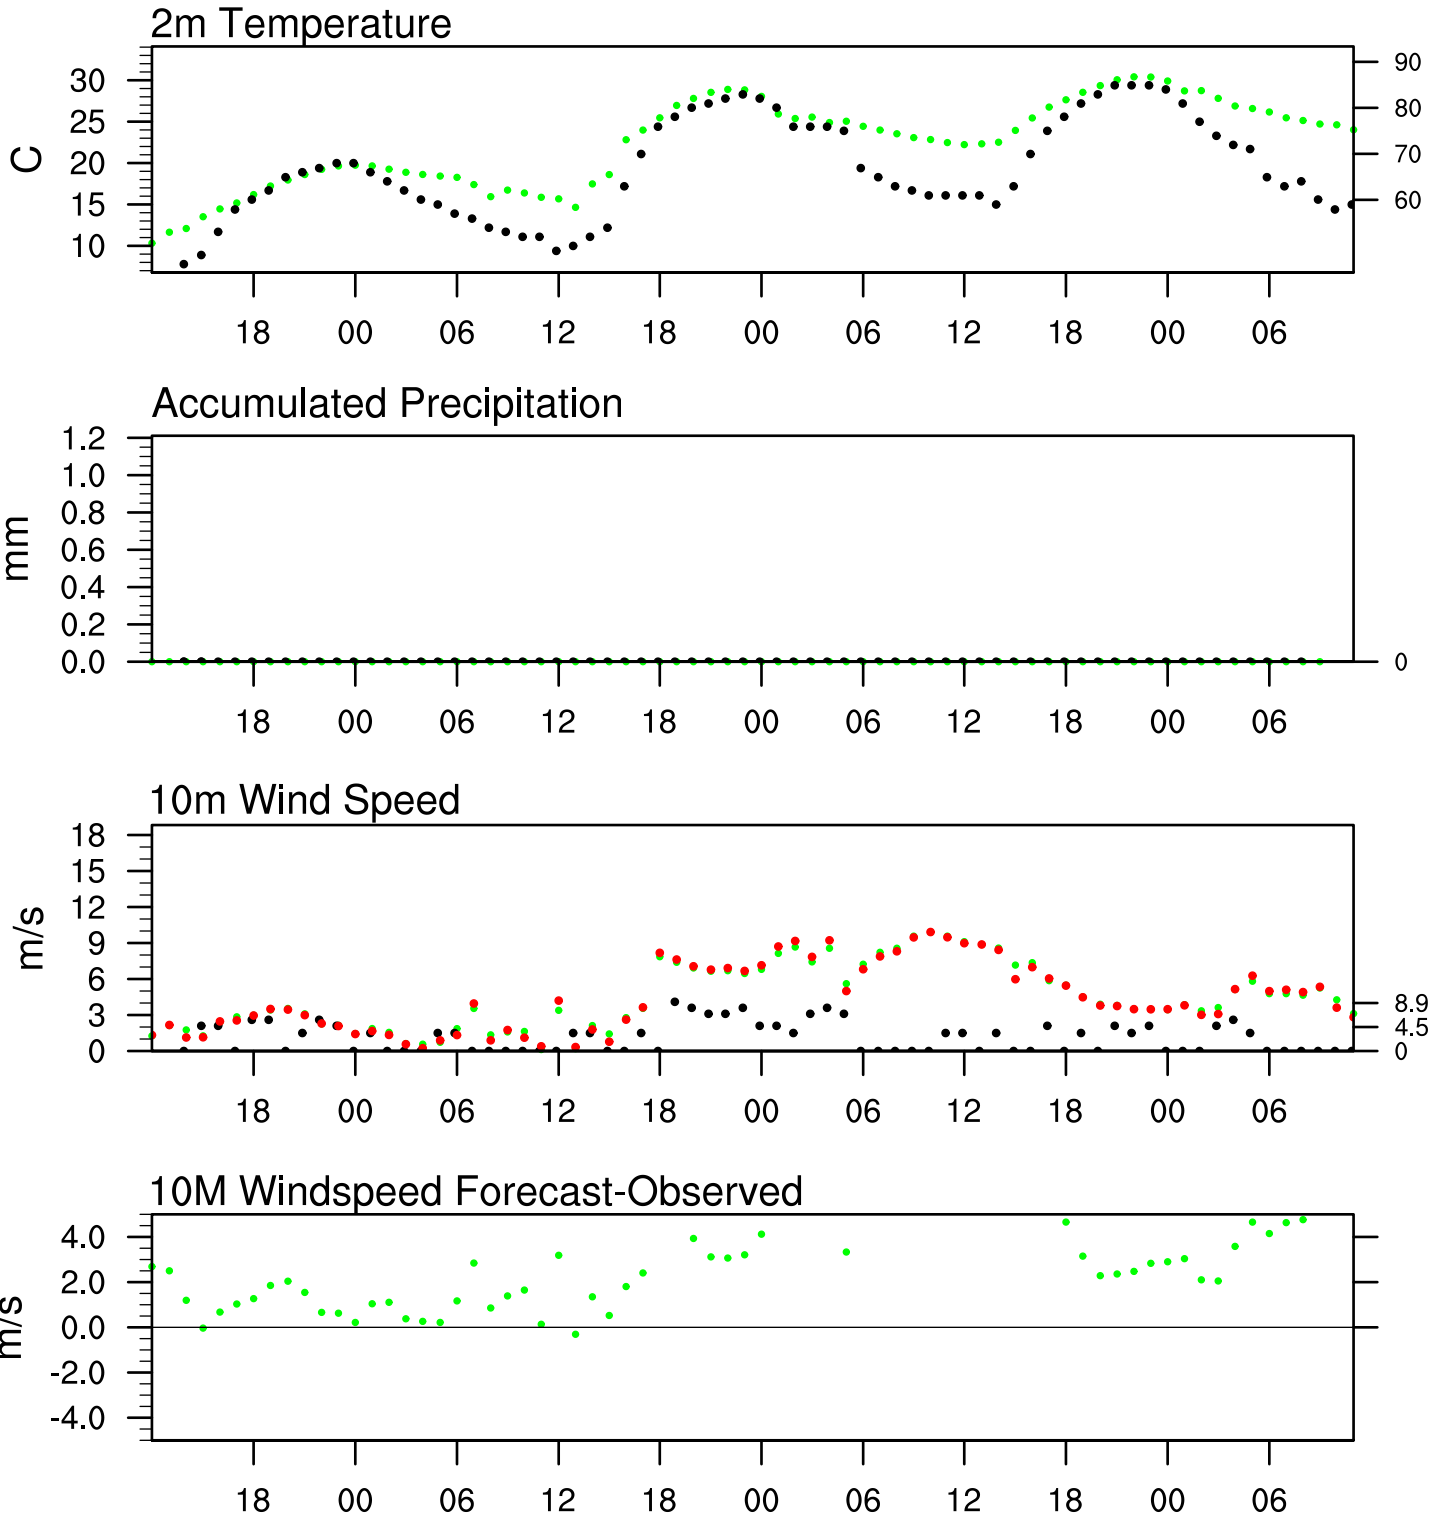 2m Temperature
30
25
20
15
10
C
90
80
70
60
18 00 06 12 18 00 06 12 18 00 06
Accumulated Precipitation
1.2
1.0
0.8
0.6
0.4
0.2
0.0
mm
0
18 00 06 12 18 00 06 12 18 00 06
10m Wind Speed
18
15
12
9
6
3
0
m/s
8.9
4.5
0
18 00 06 12 18 00 06 12 18 00 06
10M Windspeed Forecast-Observed
4.0
2.0
0.0
-2.0
-4.0
m/s
18 00 06 12 18 00 06 12 18 00 06